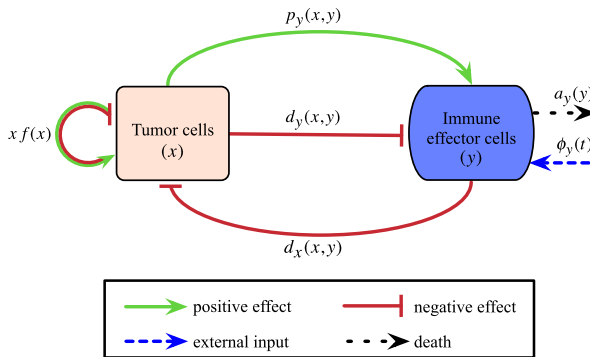 p_y(x,y)
Tumor cells
(x)
x f(x)
d_y(x,y)
Immune
effector cells
(y)
a_y(y)
ϕ_y(t)
d_x(x,y)
positive effect
negative effect
external input
death